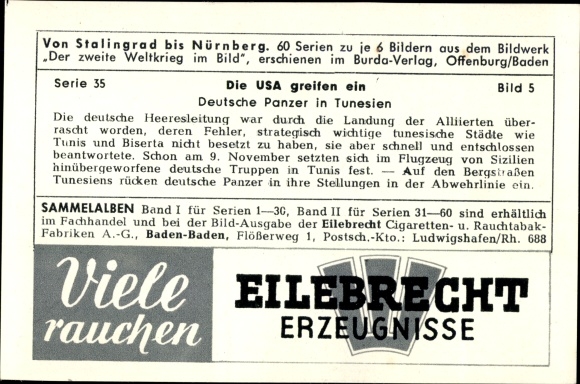 Von Stalingrad bis Nürnberg. 60 Serien zu je 6 Bildern aus dem Bildwerk
„Der zweite Weltkrieg im Bild“, erschienen im Burda-Verlag, Offenburg/Baden
Serie 35 Die USA greifen ein Bild 5
Deutsche Panzer in Tunesien
Die deutsche Heeresleitung war durch die Landung der Alliierten über-
rascht worden, deren Fehler, strategisch wichtige tunesische Städte wie
Tunis und Biserta nicht besetzt zu haben, sie aber schnell und entschlossen
beantwortete. Schon am 9. November setzten sich im Flugzeug von Sizilien
hinübergeworfene deutsche Truppen in Tunis fest. — Auf den Bergstraßen
Tunesiens rücken deutsche Panzer in ihre Stellungen in der Abwehrlinie ein.
SAMMELALBEN Band I für Serien 1—30, Band II für Serien 31—60 sind erhältlich
im Fachhandel und bei der Bild-Ausgabe der Eilebrecht Cigaretten- u. Rauchtabak-
Fabriken A.-G., Baden-Baden, Flößerweg 1, Postsch.-Kto.: Ludwigshafen/Rh. 688
Viele
rauchen
EILEBRECHT
ERZEUGNISSE